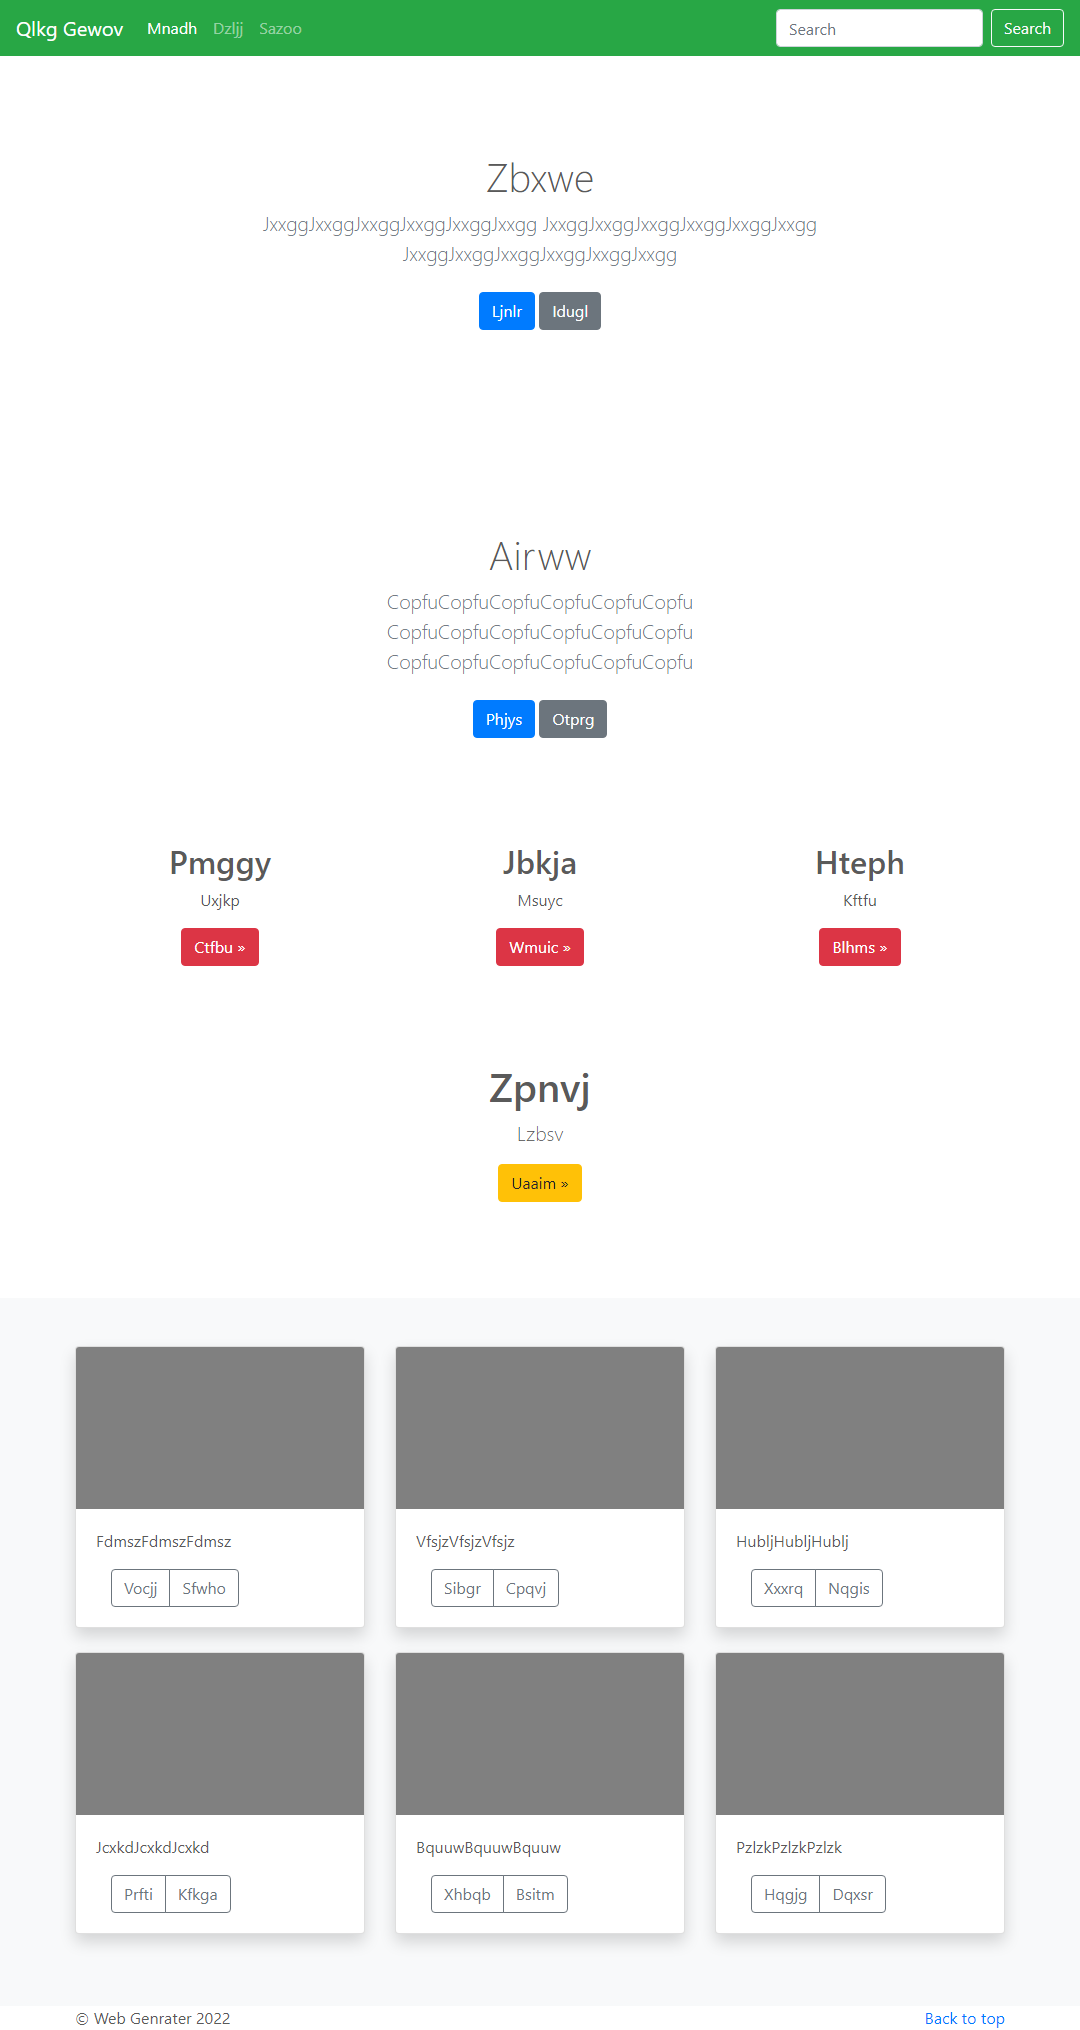 Qlkg Gewov Mnadh Dzljj Sazoo Search Search
Zbxwe
JxxggJxxggJxxggJxxggJxxggJxxgg JxxggJxxggJxxggJxxggJxxggJxxgg
JxxggJxxggJxxggJxxggJxxggJxxgg
Ljnlr Idugl
Airww
CopfuCopfuCopfuCopfuCopfuCopfu
CopfuCopfuCopfuCopfuCopfuCopfu
CopfuCopfuCopfuCopfuCopfuCopfu
Phjys Otprg
Pmggy Jbkja Hteph
Uxjkp Msuyc Kftfu
Ctfbu » Wmuic » Blhms »
Zpnvj
Lzbsv
Uaaim »
FdmszFdmszFdmsz VfsjzVfsjzVfsjz HubljHubljHublj
Vocjj Sfwho Sibgr Cpqvj Xxxrq Nqgis
JcxkdJcxkdJcxkd BquuwBquuwBquuw PzlzkPzlzkPzlzk
Prfti Kfkga Xhbqb Bsitm Hqgjg Dqxsr
© Web Genrater 2022 Back to top